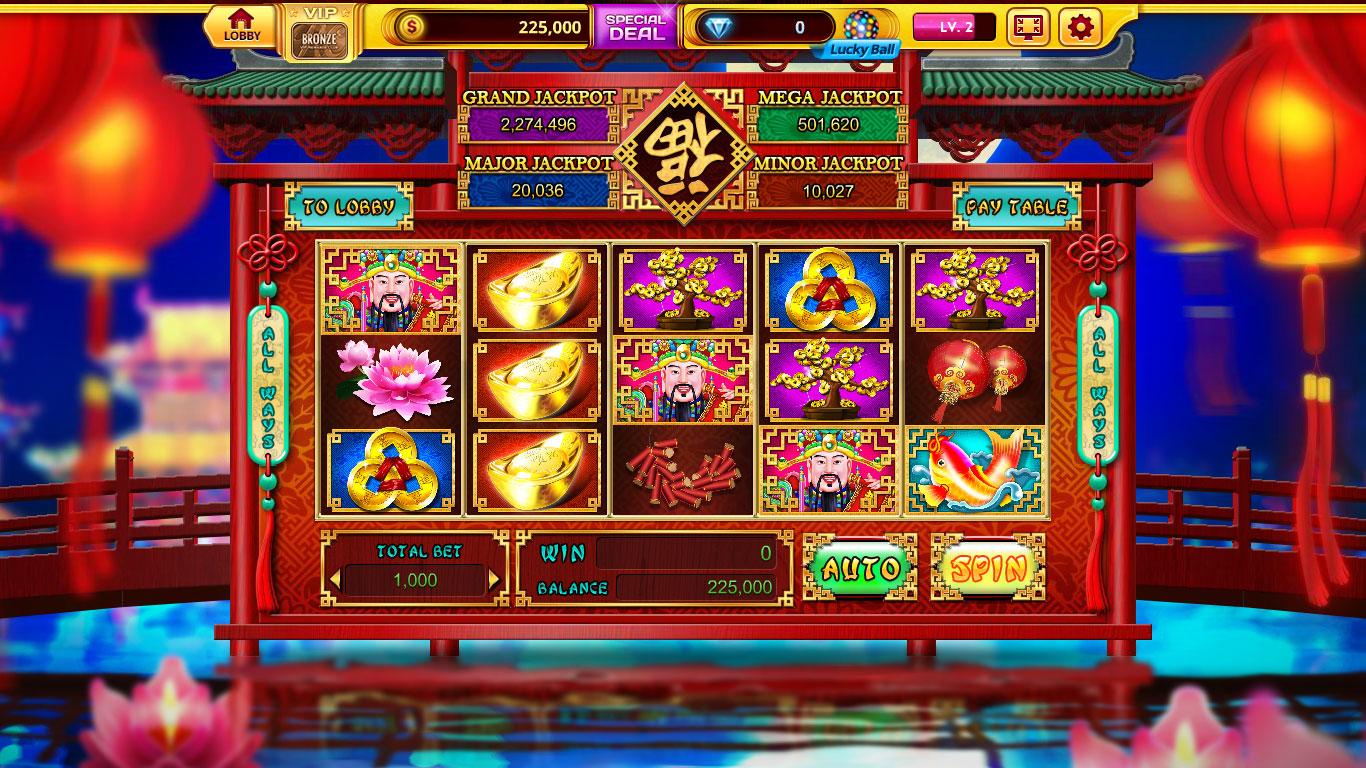 LOBBY
VIP
BRONZE
225,000
SPECIAL
DEAL
0
Lucky Ball
LV. 2
GRAND JACKPOT
2,274,496
MEGA JACKPOT
501,620
福
MAJOR JACKPOT
20,036
MINOR JACKPOT
10,027
TO LOBBY
PAY TABLE
ALL WAYS
ALL WAYS
TOTAL BET
1,000
WIN
0
BALANCE
225,000
AUTO
SPIN